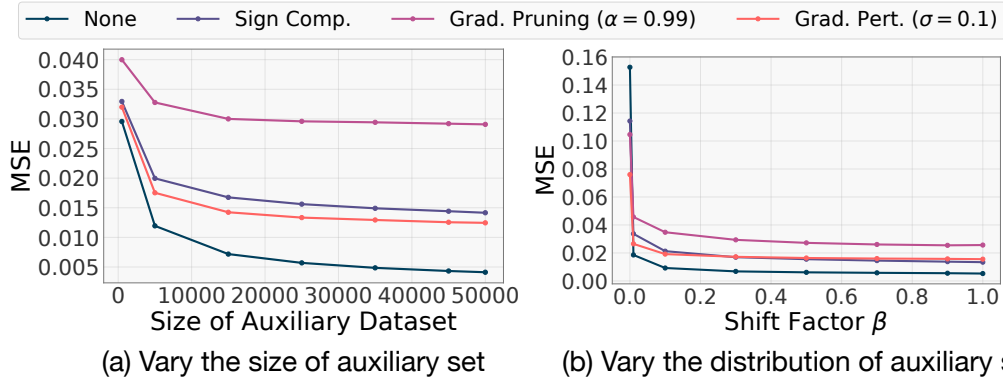 None Sign Comp. Grad. Pruning (α = 0.99) Grad. Pert. (σ = 0.1)
0.040
0.035
0.030
0.025
0.020
0.015
0.010
0.005
MSE
0 10000 20000 30000 40000 50000
Size of Auxiliary Dataset
(a) Vary the size of auxiliary set
0.16
0.14
0.12
0.10
0.08
0.06
0.04
0.02
0.00
MSE
0.0 0.2 0.4 0.6 0.8 1.0
Shift Factor β
(b) Vary the distribution of auxiliary s